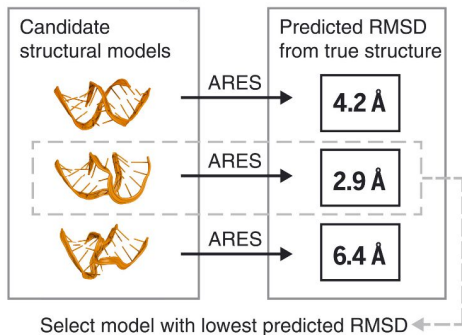 Candidate
structural models
Predicted RMSD
from true structure
ARES
4.2 Å
ARES
2.9 Å
ARES
6.4 Å
Select model with lowest predicted RMSD